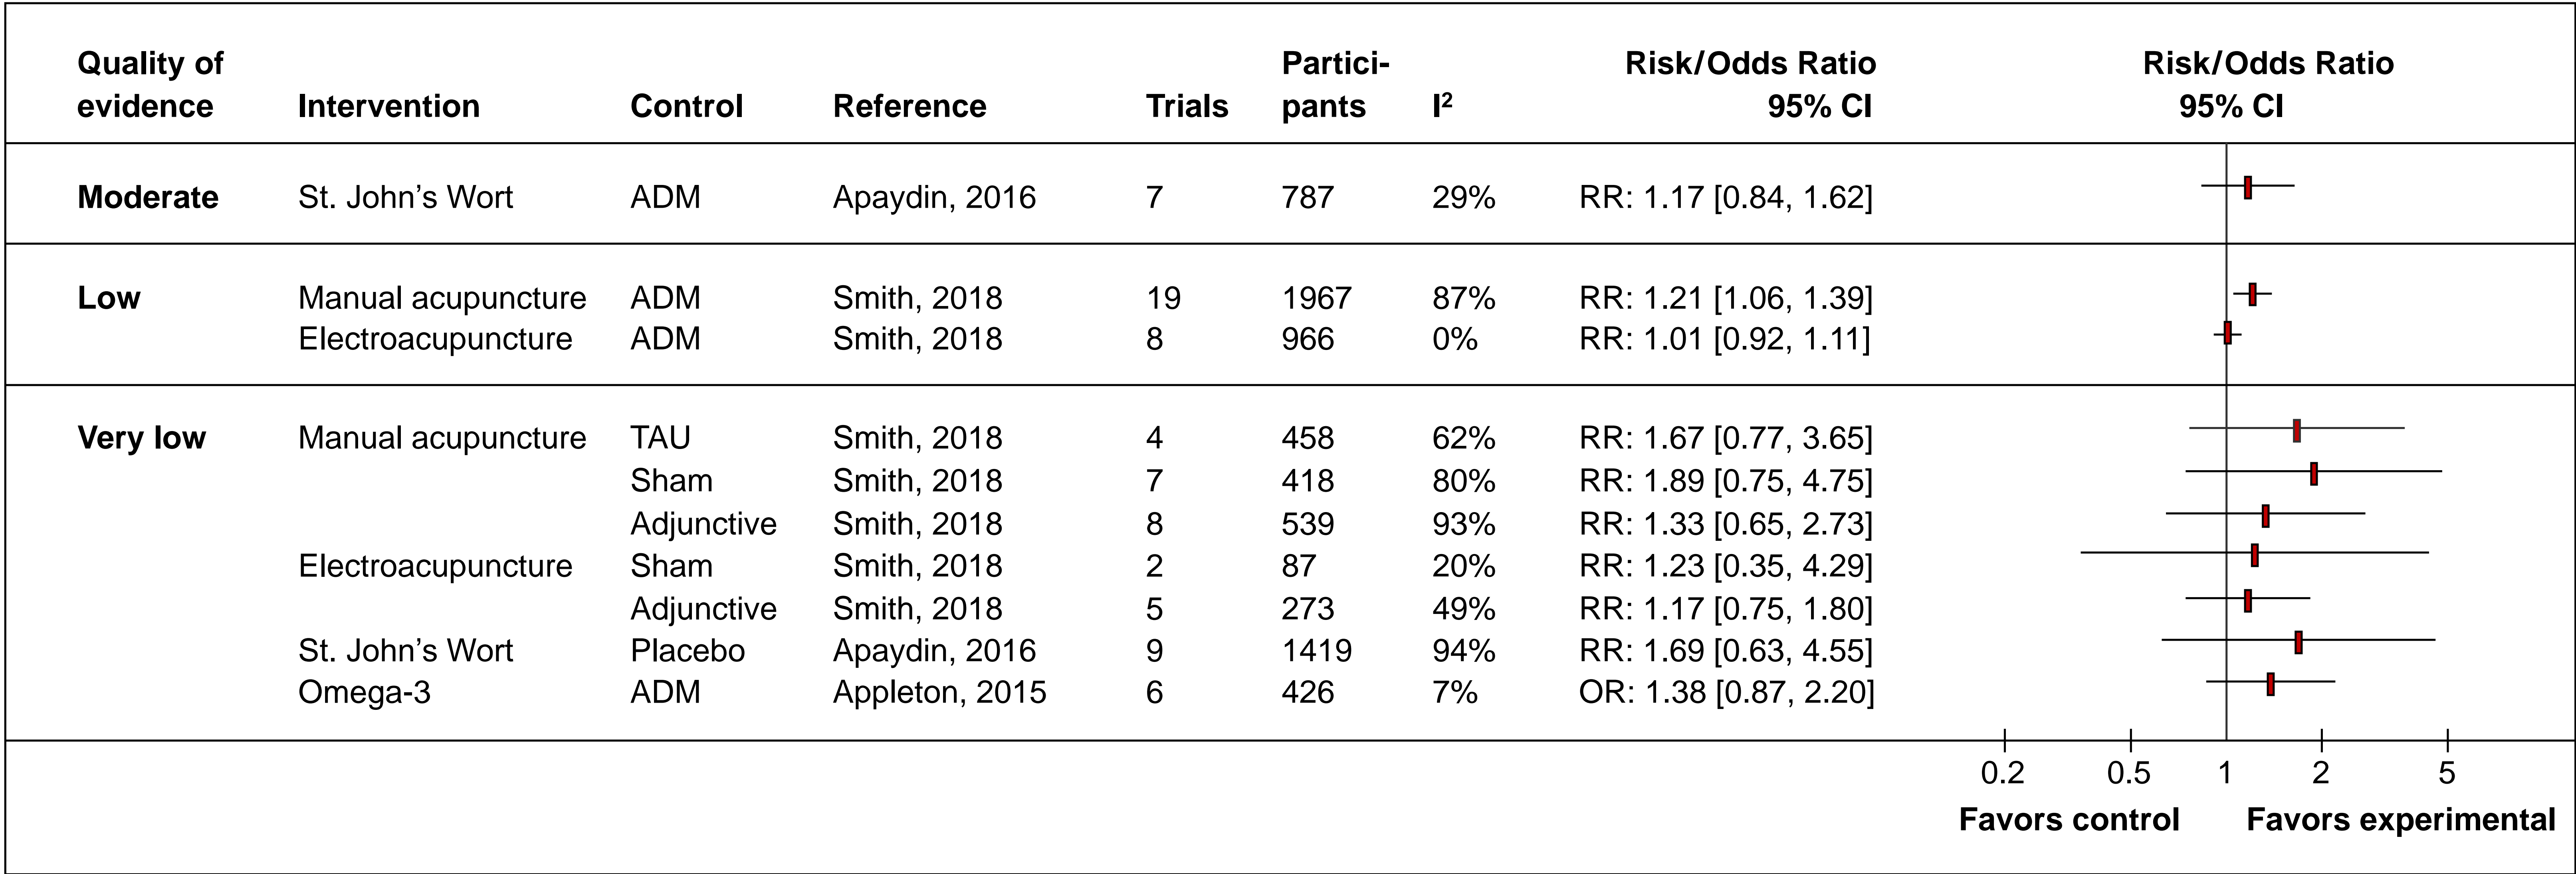 Quality of evidence Intervention Control Reference Trials Partici-pants I² Risk/Odds Ratio 95% CI Risk/Odds Ratio 95% CI
Moderate St. John’s Wort ADM Apaydin, 2016 7 787 29% RR: 1.17 [0.84, 1.62]
Low Manual acupuncture ADM Smith, 2018 19 1967 87% RR: 1.21 [1.06, 1.39]
Electroacupuncture ADM Smith, 2018 8 966 0% RR: 1.01 [0.92, 1.11]
Very low Manual acupuncture TAU Smith, 2018 4 458 62% RR: 1.67 [0.77, 3.65]
Sham Smith, 2018 7 418 80% RR: 1.89 [0.75, 4.75]
Adjunctive Smith, 2018 8 539 93% RR: 1.33 [0.65, 2.73]
Electroacupuncture Sham Smith, 2018 2 87 20% RR: 1.23 [0.35, 4.29]
Adjunctive Smith, 2018 5 273 49% RR: 1.17 [0.75, 1.80]
St. John’s Wort Placebo Apaydin, 2016 9 1419 94% RR: 1.69 [0.63, 4.55]
Omega-3 ADM Appleton, 2015 6 426 7% OR: 1.38 [0.87, 2.20]
0.2 0.5 1 2 5
Favors control Favors experimental